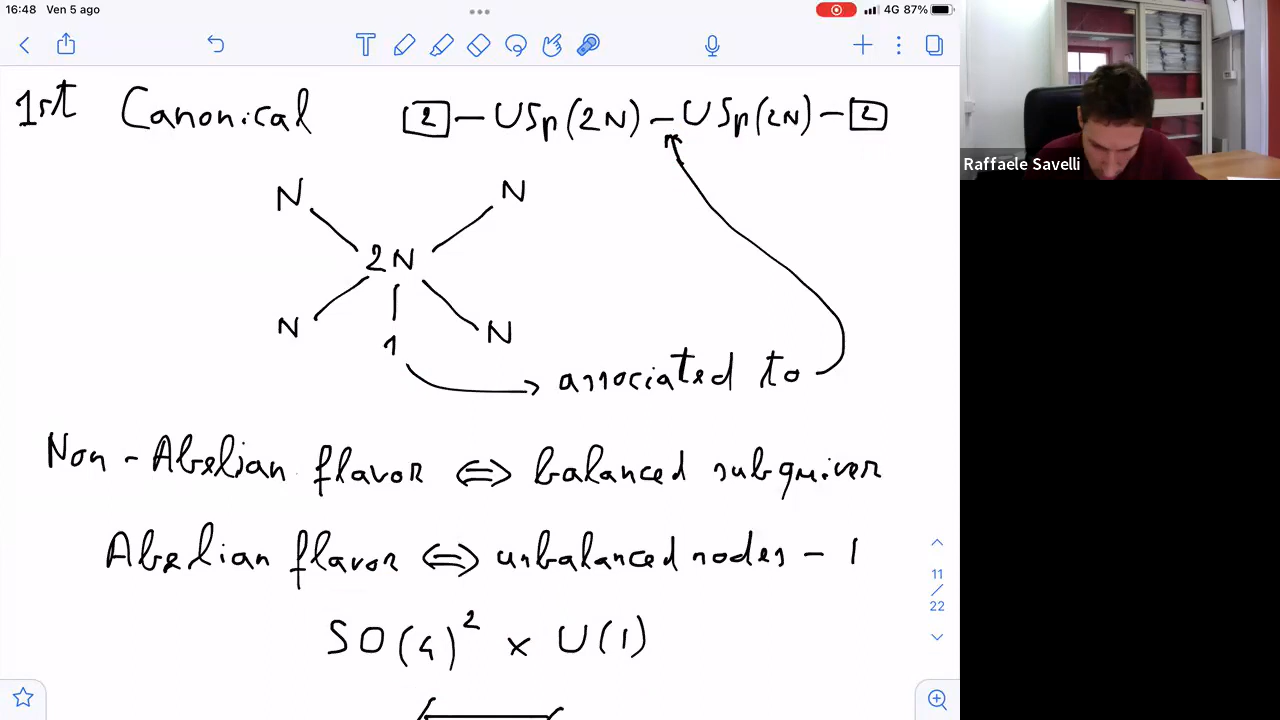 16:48 Ven 5 ago
4G 87%
1st Canonical [2] — USp(2N) — USp(2N) — [2]
N N
2N
N 1 N
associated to
Non-Abelian flavor ⟺ balanced subquiver
Abelian flavor ⟺ unbalanced nodes - 1
SO(4)² × U(1)
11
/
22
Raffaele Savelli